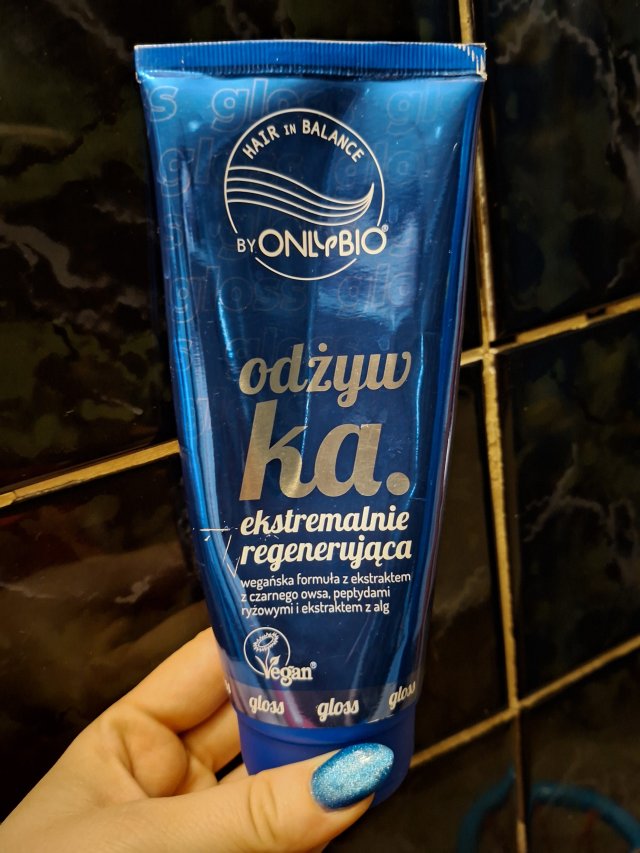 gloss
HAIR IN BALANCE
BY ONLYBIO®
odżyw
ka.
ekstremalnie
regenerująca
wegańska formuła z ekstraktem
z czarnego owsa, peptydami
ryżowymi i ekstraktem z alg
Vegan®
gloss gloss gloss